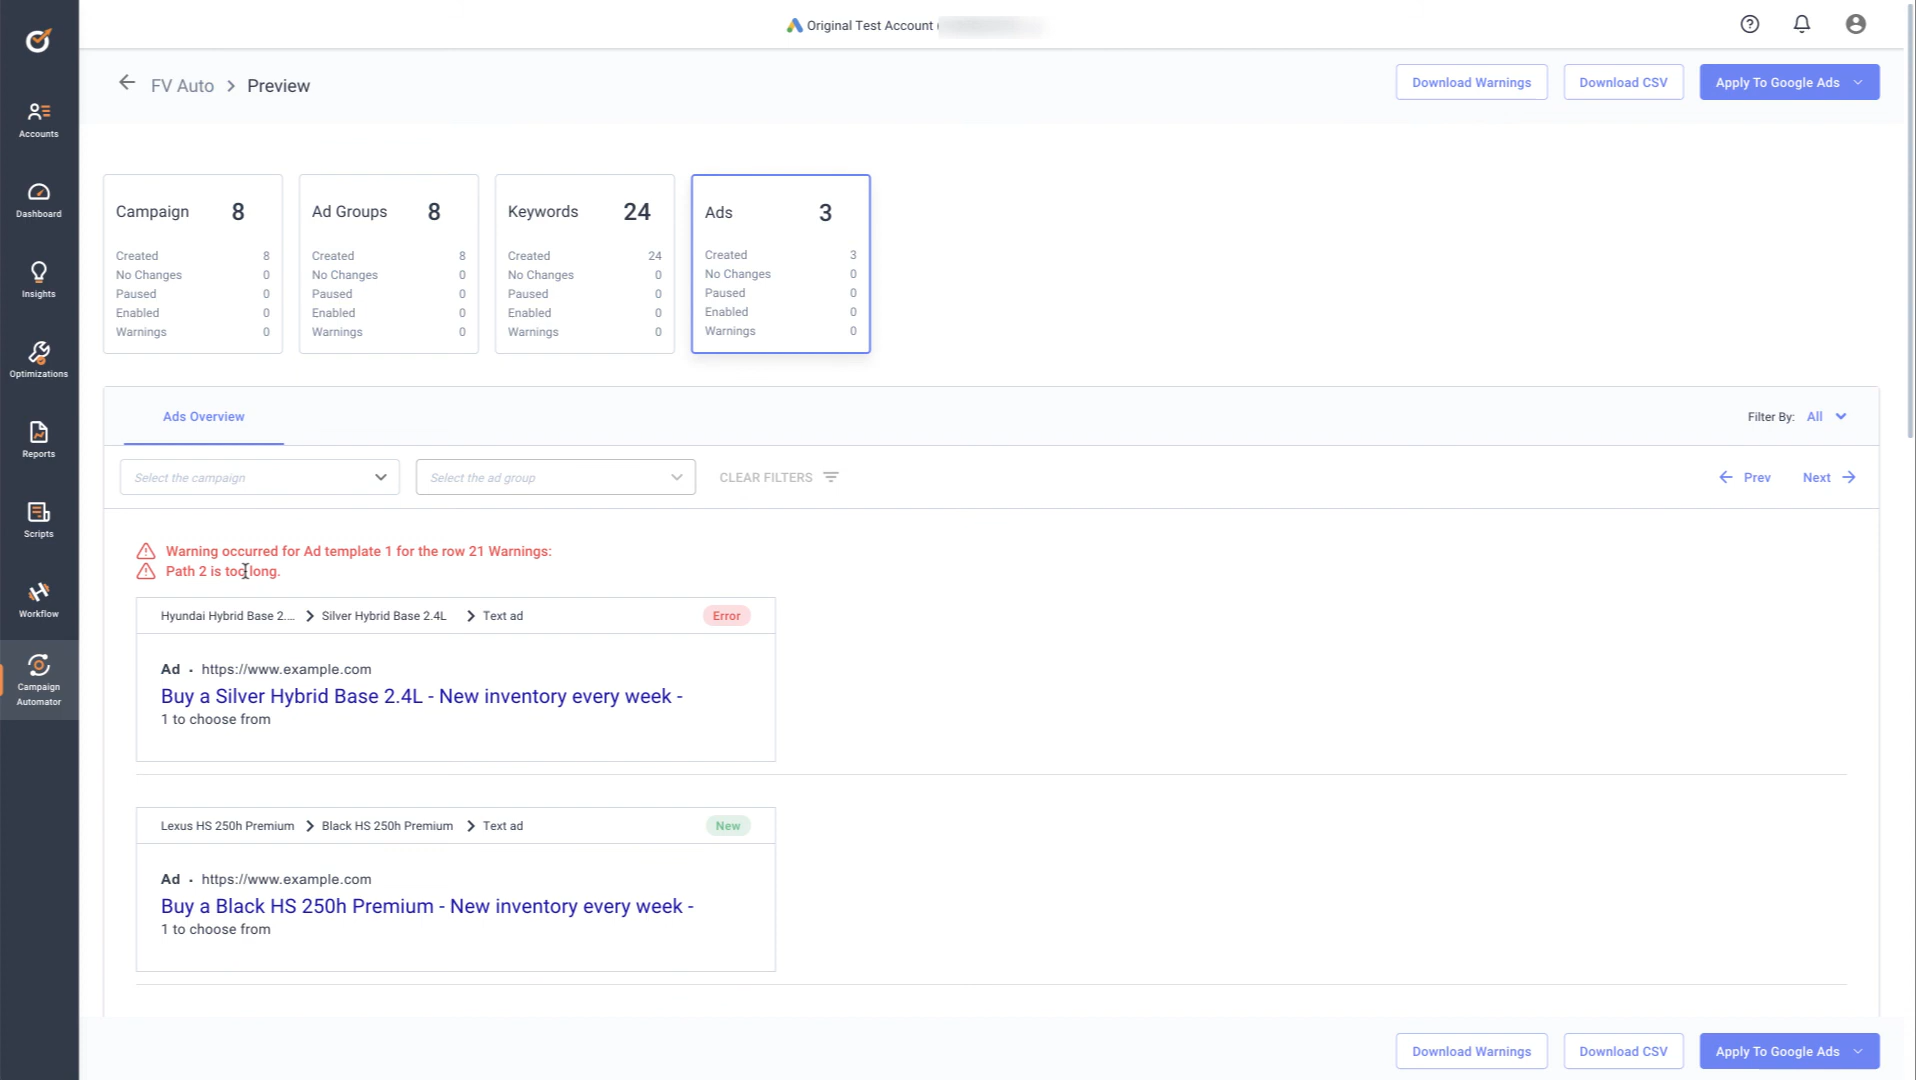 Original Test Account
Accounts
Dashboard
Insights
Optimizations
Reports
Scripts
Workflow
Campaign
Automator
FV Auto > Preview
Download Warnings
Download CSV
Apply To Google Ads
Campaign 8
Created 8
No Changes 0
Paused 0
Enabled 0
Warnings 0
Ad Groups 8
Created 8
No Changes 0
Paused 0
Enabled 0
Warnings 0
Keywords 24
Created 24
No Changes 0
Paused 0
Enabled 0
Warnings 0
Ads 3
Created 3
No Changes 0
Paused 0
Enabled 0
Warnings 0
Ads Overview
Filter By: All
Select the campaign
Select the ad group
CLEAR FILTERS
Prev
Next
Warning occurred for Ad template 1 for the row 21 Warnings:
Path 2 is too long.
Hyundai Hybrid Base 2.... > Silver Hybrid Base 2.4L > Text ad
Error
Ad · https://www.example.com
Buy a Silver Hybrid Base 2.4L - New inventory every week -
1 to choose from
Lexus HS 250h Premium > Black HS 250h Premium > Text ad
New
Ad · https://www.example.com
Buy a Black HS 250h Premium - New inventory every week -
1 to choose from
Download Warnings
Download CSV
Apply To Google Ads